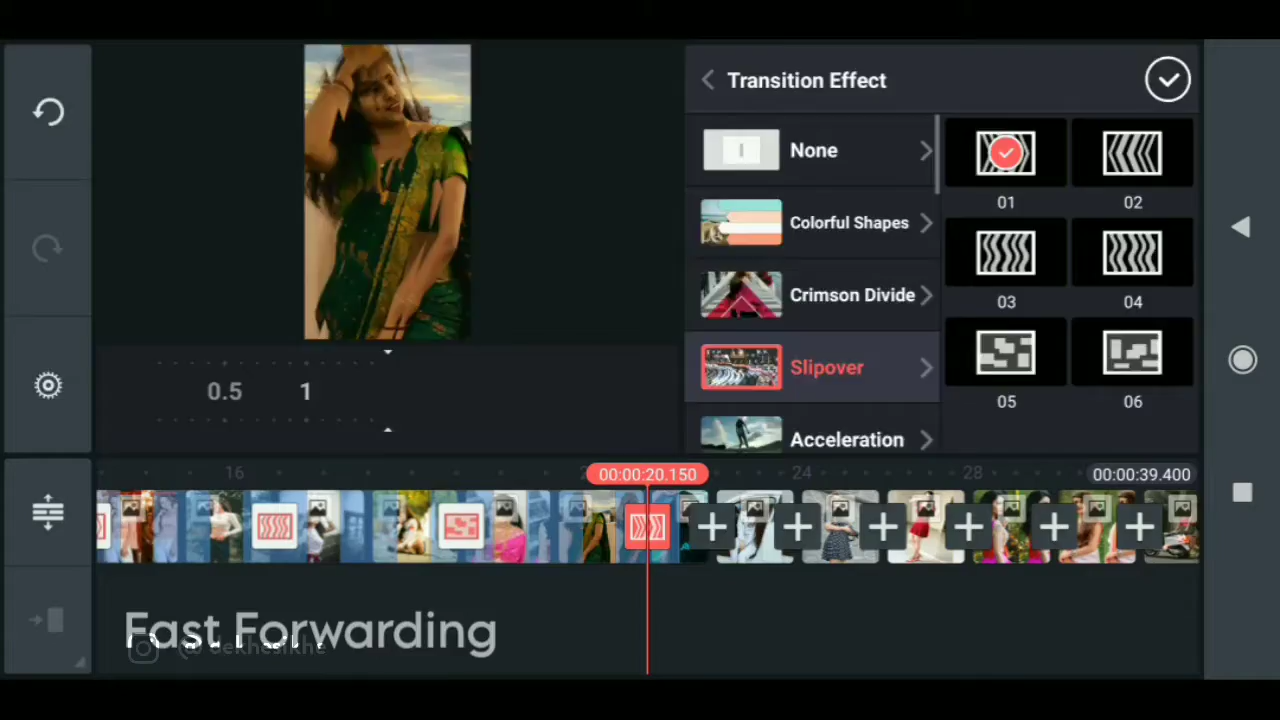 Transition Effect
None
Colorful Shapes
Crimson Divide
Slipover
Acceleration
01
02
03
04
05
06
0.5
1
16
00:00:20.150
24
28
00:00:39.400
Fast Forwarding